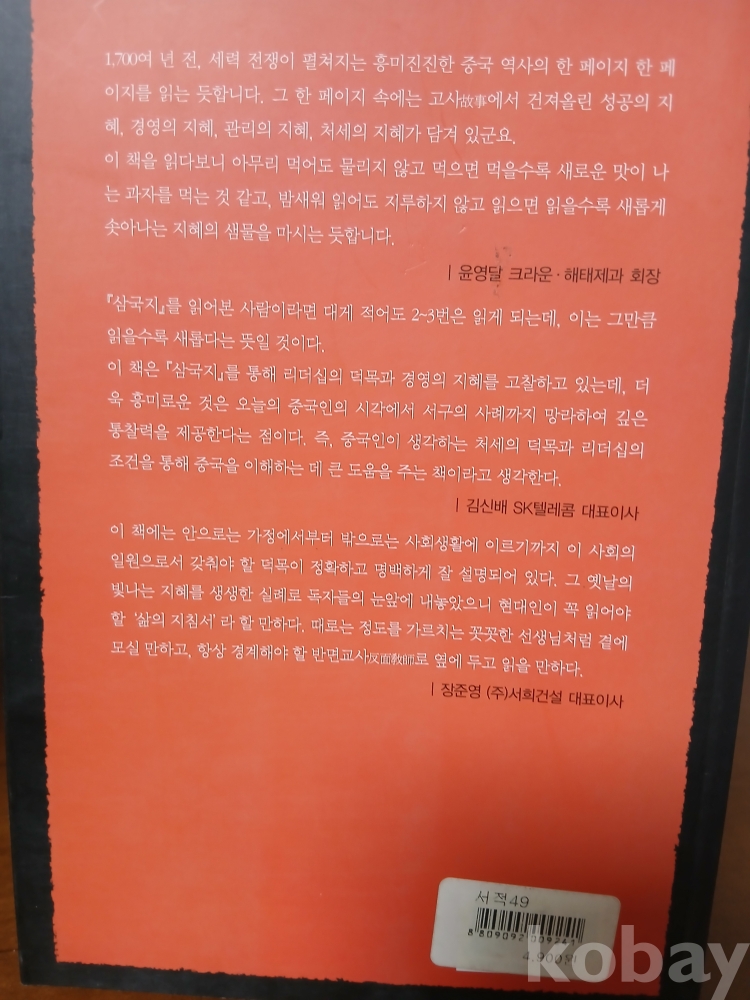 1,700여 년 전, 세력 전쟁이 펼쳐지는 흥미진진한 중국 역사의 한 페이지 한 페
이지를 읽는 듯합니다. 그 한 페이지 속에는 고사故事에서 건져올린 성공의 지
혜, 경영의 지혜, 관리의 지혜, 처세의 지혜가 담겨 있군요.
이 책을 읽다보니 아무리 먹어도 물리지 않고 먹으면 먹을수록 새로운 맛이 나
는 과자를 먹는 것 같고, 밤새워 읽어도 지루하지 않고 읽으면 읽을수록 새롭게
솟아나는 지혜의 샘물을 마시는 듯합니다.
| 윤영달 크라운·해태제과 회장
『삼국지』를 읽어본 사람이라면 대게 적어도 2~3번은 읽게 되는데, 이는 그만큼
읽을수록 새롭다는 뜻일 것이다.
이 책은 『삼국지』를 통해 리더십의 덕목과 경영의 지혜를 고찰하고 있는데, 더
욱 흥미로운 것은 오늘의 중국인의 시각에서 서구의 사례까지 망라하여 깊은
통찰력을 제공한다는 점이다. 즉, 중국인이 생각하는 처세의 덕목과 리더십의
조건을 통해 중국을 이해하는 데 큰 도움을 주는 책이라고 생각한다.
| 김신배 SK텔레콤 대표이사
이 책에는 안으로는 가정에서부터 밖으로는 사회생활에 이르기까지 이 사회의
일원으로서 갖춰야 할 덕목이 정확하고 명백하게 잘 설명되어 있다. 그 옛날의
빛나는 지혜를 생생한 실례로 독자들의 눈앞에 내놓았으니 현대인이 꼭 읽어야
할 '삶의 지침서' 라 할 만하다. 때로는 정도를 가르치는 꼿꼿한 선생님처럼 곁에
모실 만하고, 항상 경계해야 할 반면교사反面敎師로 옆에 두고 읽을 만하다.
| 장준영 (주)서희건설 대표이사
서적49
8 809092 009261
4,900원
kobay